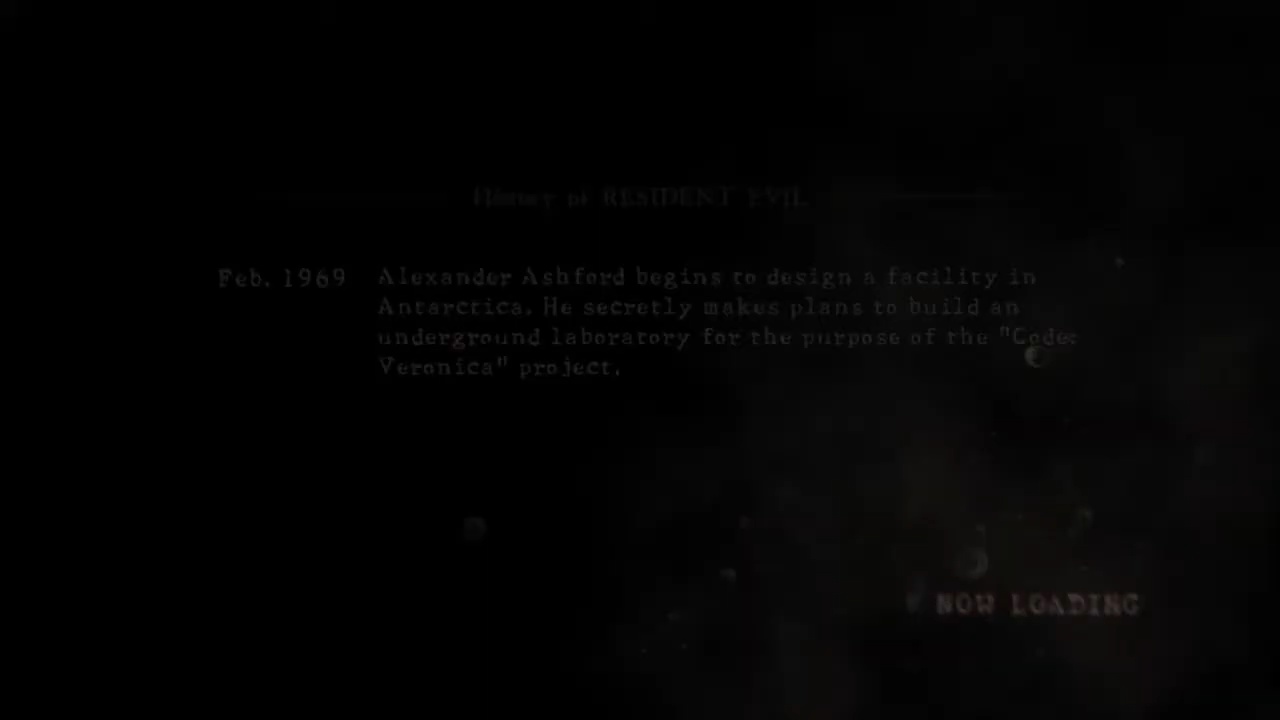 History of RESIDENT EVIL
Feb. 1969 Alexander Ashford begins to design a facility in
Antarctica. He secretly makes plans to build an
underground laboratory for the purpose of the "Code:
Veronica" project.
NOW LOADING